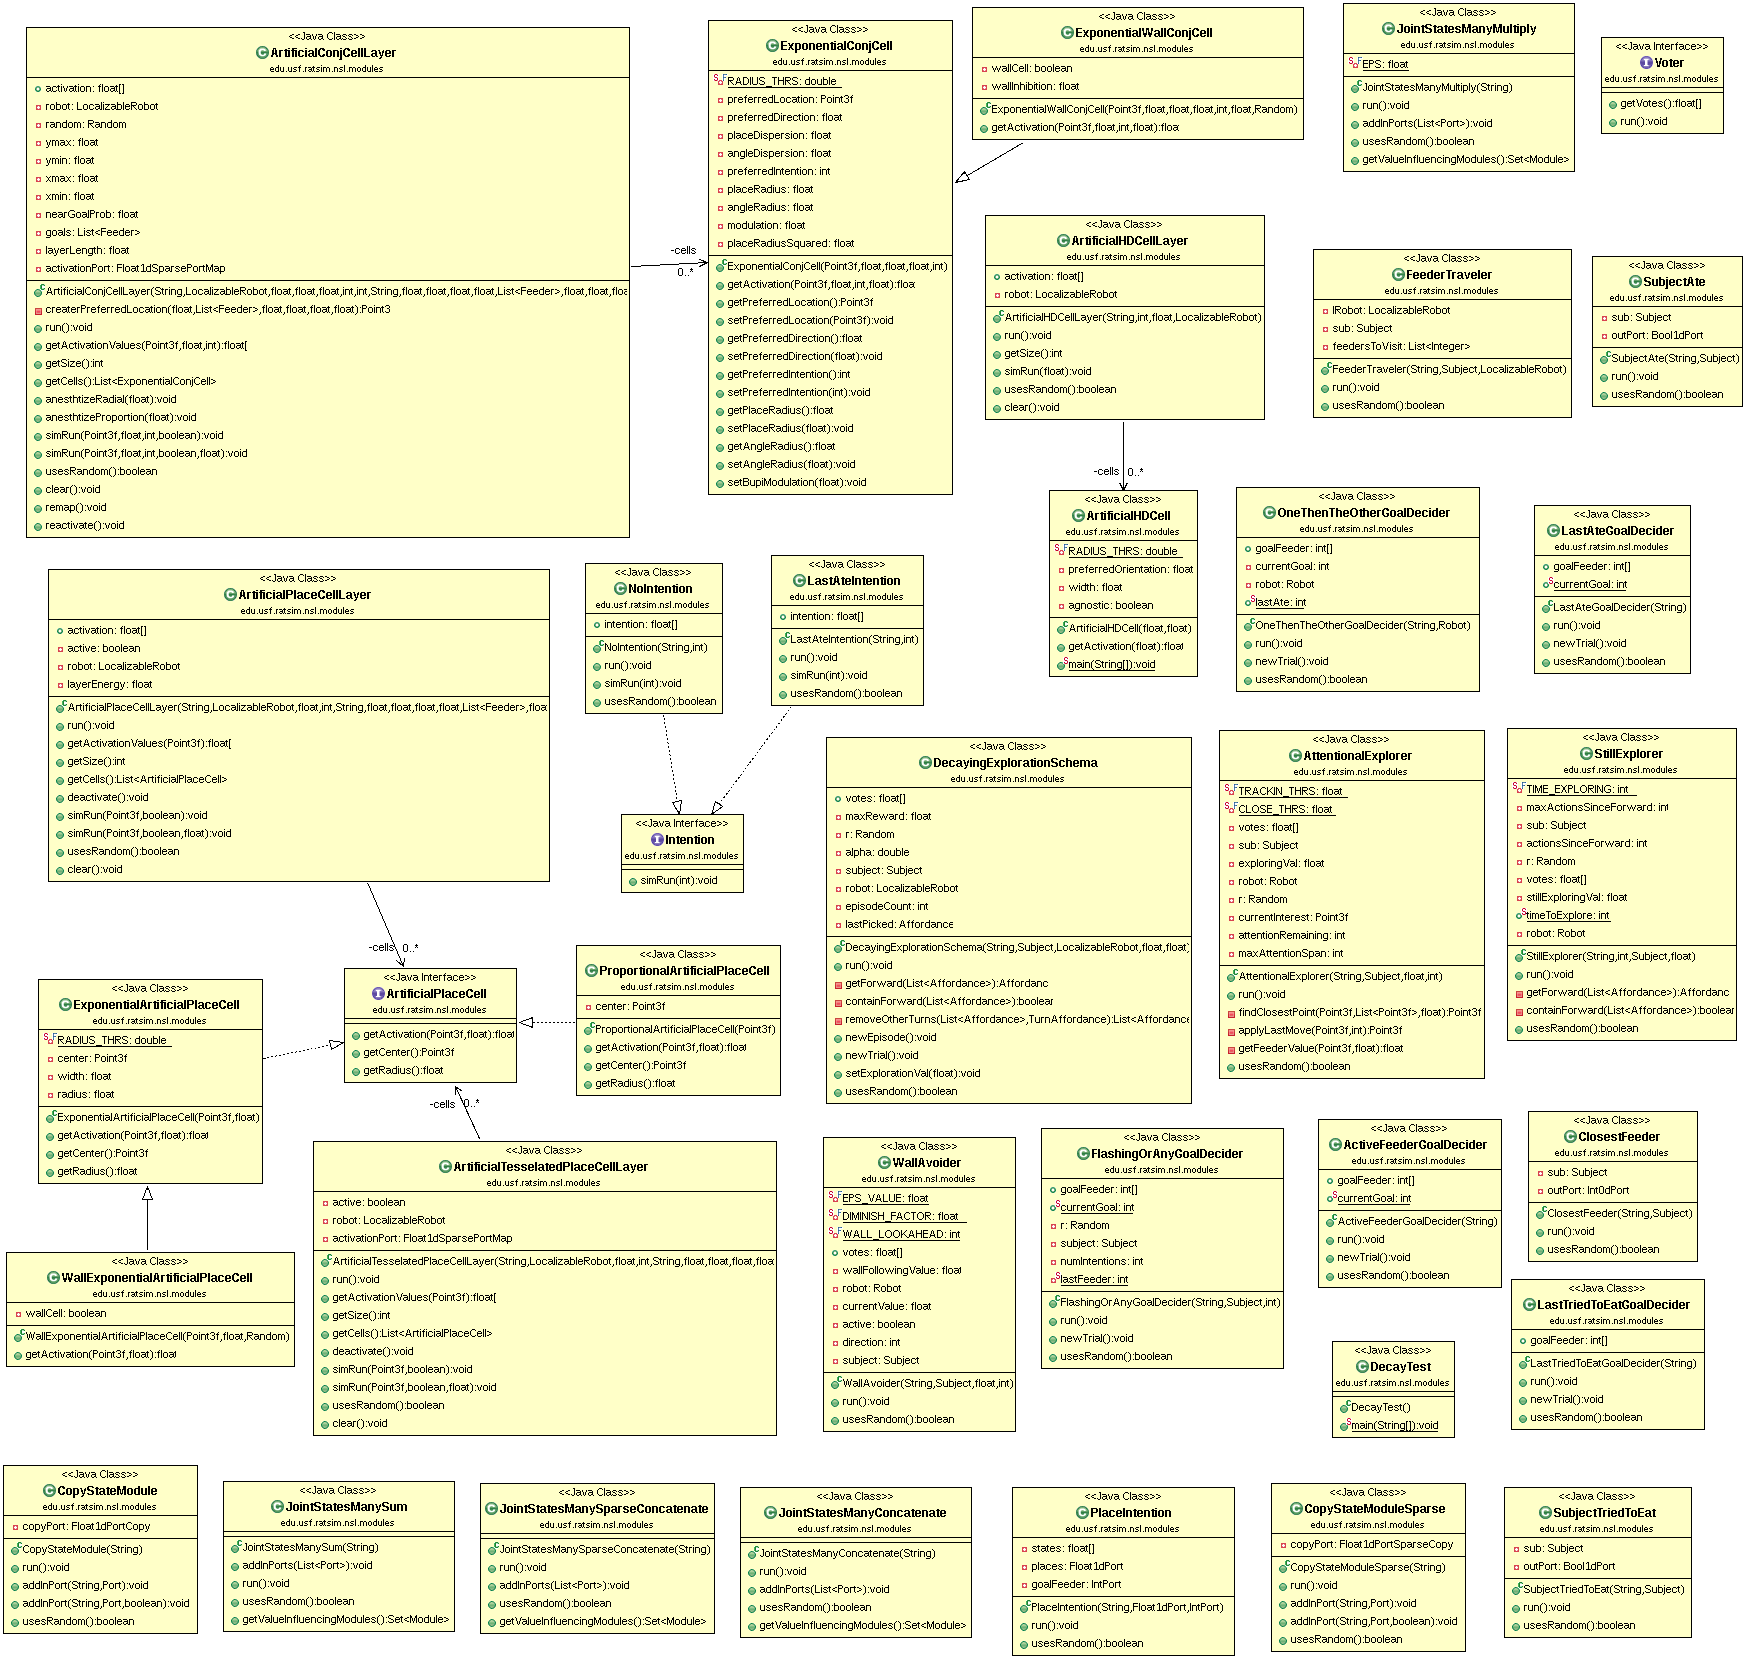 <<Java Class>>
ArtificialConjCellLayer
edu.usf.ratsim.nsl.modules
activation: float[]
robot: LocalizableRobot
random: Random
ymax: float
ymin: float
xmax: float
xmin: float
nearGoalProb: float
goals: List<Feeder>
layerLength: float
activationPort: Float1dSparsePortMap
ArtificialConjCellLayer(String,LocalizableRobot,float,float,float,int,int,String,float,float,float,float,List<Feeder>,float,float,floa
createrPreferredLocation(float,List<Feeder>,float,float,float,float):Point3
run():void
getActivationValues(Point3f,float,int):float[
getSize():int
getCells():List<ExponentialConjCell>
anesthtizeRadial(float):void
anesthtizeProportion(float):void
simRun(Point3f,float,int,boolean):void
simRun(Point3f,float,int,boolean,float):void
usesRandom():boolean
clear():void
remap():void
reactivate():void
-cells
0..*
<<Java Class>>
ExponentialConjCell
edu.usf.ratsim.nsl.modules
RADIUS_THRS: double
preferredLocation: Point3f
preferredDirection: float
placeDispersion: float
angleDispersion: float
preferredIntention: int
placeRadius: float
angleRadius: float
modulation: float
placeRadiusSquared: float
ExponentialConjCell(Point3f,float,float,float,int)
getActivation(Point3f,float,int,float):floa
getPreferredLocation():Point3f
setPreferredLocation(Point3f):void
getPreferredDirection():float
setPreferredDirection(float):void
getPreferredIntention():int
setPreferredIntention(int):void
getPlaceRadius():float
setPlaceRadius(float):void
getAngleRadius():float
setAngleRadius(float):void
setBupiModulation(float):void
<<Java Class>>
ExponentialWallConjCell
edu.usf.ratsim.nsl.modules
wallCell: boolean
wallInhibition: float
ExponentialWallConjCell(Point3f,float,float,float,int,float,Random)
getActivation(Point3f,float,int,float):floa
<<Java Class>>
JointStatesManyMultiply
edu.usf.ratsim.nsl.modules
EPS: float
JointStatesManyMultiply(String)
run():void
addInPorts(List<Port>):void
usesRandom():boolean
getValueInfluencingModules():Set<Module>
<<Java Interface>>
Voter
edu.usf.ratsim.nsl.modules
getVotes():float[]
run():void
<<Java Class>>
ArtificialHDCellLayer
edu.usf.ratsim.nsl.modules
activation: float[]
robot: LocalizableRobot
ArtificialHDCellLayer(String,int,float,LocalizableRobot)
run():void
getSize():int
simRun(float):void
usesRandom():boolean
clear():void
-cells
0..*
<<Java Class>>
FeederTraveler
edu.usf.ratsim.nsl.modules
lRobot: LocalizableRobot
sub: Subject
feedersToVisit: List<Integer>
FeederTraveler(String,Subject,LocalizableRobot)
run():void
usesRandom():boolean
<<Java Class>>
SubjectAte
edu.usf.ratsim.nsl.modules
sub: Subject
outPort: Bool1dPort
SubjectAte(String,Subject)
run():void
usesRandom():boolean
<<Java Class>>
ArtificialHDCell
edu.usf.ratsim.nsl.modules
RADIUS_THRS: double
preferredOrientation: float
width: float
agnostic: boolean
ArtificialHDCell(float,float)
getActivation(float):float
main(String[]):void
<<Java Class>>
OneThenTheOtherGoalDecider
edu.usf.ratsim.nsl.modules
goalFeeder: int[]
currentGoal: int
robot: Robot
lastAte: int
OneThenTheOtherGoalDecider(String,Robot)
run():void
newTrial():void
usesRandom():boolean
<<Java Class>>
LastAteGoalDecider
edu.usf.ratsim.nsl.modules
goalFeeder: int[]
currentGoal: int
LastAteGoalDecider(String)
run():void
newTrial():void
usesRandom():boolean
<<Java Class>>
ArtificialPlaceCellLayer
edu.usf.ratsim.nsl.modules
activation: float[]
active: boolean
robot: LocalizableRobot
layerEnergy: float
ArtificialPlaceCellLayer(String,LocalizableRobot,float,int,String,float,float,float,float,List<Feeder>,floa
run():void
getActivationValues(Point3f):float[
getSize():int
getCells():List<ArtificialPlaceCell>
deactivate():void
simRun(Point3f,boolean):void
simRun(Point3f,boolean,float):void
usesRandom():boolean
clear():void
-cells
0..*
<<Java Class>>
NoIntention
edu.usf.ratsim.nsl.modules
intention: float[]
NoIntention(String,int)
run():void
simRun(int):void
usesRandom():boolean
<<Java Class>>
LastAteIntention
edu.usf.ratsim.nsl.modules
intention: float[]
LastAteIntention(String,int)
run():void
simRun(int):void
usesRandom():boolean
<<Java Interface>>
Intention
edu.usf.ratsim.nsl.modules
simRun(int):void
<<Java Class>>
DecayingExplorationSchema
edu.usf.ratsim.nsl.modules
votes: float[]
maxReward: float
r: Random
alpha: double
subject: Subject
robot: LocalizableRobot
episodeCount: int
lastPicked: Affordance
DecayingExplorationSchema(String,Subject,LocalizableRobot,float,float)
run():void
getForward(List<Affordance>):Affordanc
containForward(List<Affordance>):boolear
removeOtherTurns(List<Affordance>,TurnAffordance):List<Affordance
newEpisode():void
newTrial():void
setExplorationVal(float):void
usesRandom():boolean
<<Java Class>>
AttentionalExplorer
edu.usf.ratsim.nsl.modules
TRACKIN_THRS: float
CLOSE_THRS: float
votes: float[]
sub: Subject
exploringVal: float
robot: Robot
r: Random
currentInterest: Point3f
attentionRemaining: int
maxAttentionSpan: int
AttentionalExplorer(String,Subject,float,int)
run():void
findClosestPoint(Point3f,List<Point3f>,float):Point3f
applyLastMove(Point3f,int):Point3f
getFeederValue(Point3f,float):float
usesRandom():boolean
<<Java Class>>
StillExplorer
edu.usf.ratsim.nsl.modules
TIME_EXPLORING: int
maxActionsSinceForward: int
sub: Subject
actionsSinceForward: int
r: Random
votes: float[]
stillExploringVal: float
timeToExplore: int
robot: Robot
StillExplorer(String,int,Subject,float)
run():void
getForward(List<Affordance>):Affordanc
containForward(List<Affordance>):boolear
usesRandom():boolean
<<Java Class>>
ExponentialArtificialPlaceCell
edu.usf.ratsim.nsl.modules
RADIUS_THRS: double
center: Point3f
width: float
radius: float
ExponentialArtificialPlaceCell(Point3f,float)
getActivation(Point3f,float):float
getCenter():Point3f
getRadius():float
<<Java Interface>>
ArtificialPlaceCell
edu.usf.ratsim.nsl.modules
getActivation(Point3f,float):float
getCenter():Point3f
getRadius():float
<<Java Class>>
ProportionalArtificialPlaceCell
edu.usf.ratsim.nsl.modules
center: Point3f
ProportionalArtificialPlaceCell(Point3f)
getActivation(Point3f,float):float
getCenter():Point3f
getRadius():float
-cells
0..*
<<Java Class>>
WallExponentialArtificialPlaceCell
edu.usf.ratsim.nsl.modules
wallCell: boolean
WallExponentialArtificialPlaceCell(Point3f,float,Random)
getActivation(Point3f,float):float
<<Java Class>>
ArtificialTesselatedPlaceCellLayer
edu.usf.ratsim.nsl.modules
active: boolean
robot: LocalizableRobot
activationPort: Float1dSparsePortMap
ArtificialTesselatedPlaceCellLayer(String,LocalizableRobot,float,int,String,float,float,float,float
run():void
getActivationValues(Point3f):float[
getSize():int
getCells():List<ArtificialPlaceCell>
deactivate():void
simRun(Point3f,boolean):void
simRun(Point3f,boolean,float):void
usesRandom():boolean
clear():void
<<Java Class>>
WallAvoider
edu.usf.ratsim.nsl.modules
EPS_VALUE: float
DIMINISH_FACTOR: float
WALL_LOOKAHEAD: int
votes: float[]
wallFollowingValue: float
robot: Robot
currentValue: float
active: boolean
direction: int
subject: Subject
WallAvoider(String,Subject,float,int)
run():void
usesRandom():boolean
<<Java Class>>
FlashingOrAnyGoalDecider
edu.usf.ratsim.nsl.modules
goalFeeder: int[]
currentGoal: int
r: Random
subject: Subject
numIntentions: int
lastFeeder: int
FlashingOrAnyGoalDecider(String,Subject,int)
run():void
newTrial():void
usesRandom():boolean
<<Java Class>>
ActiveFeederGoalDecider
edu.usf.ratsim.nsl.modules
goalFeeder: int[]
currentGoal: int
ActiveFeederGoalDecider(String)
run():void
newTrial():void
usesRandom():boolean
<<Java Class>>
ClosestFeeder
edu.usf.ratsim.nsl.modules
sub: Subject
outPort: Int0dPort
ClosestFeeder(String,Subject)
run():void
usesRandom():boolean
<<Java Class>>
DecayTest
edu.usf.ratsim.nsl.modules
DecayTest()
main(String[]):void
<<Java Class>>
LastTriedToEatGoalDecider
edu.usf.ratsim.nsl.modules
goalFeeder: int[]
LastTriedToEatGoalDecider(String)
run():void
newTrial():void
usesRandom():boolean
<<Java Class>>
CopyStateModule
edu.usf.ratsim.nsl.modules
copyPort: Float1dPortCopy
CopyStateModule(String)
run():void
addInPort(String,Port):void
addInPort(String,Port,boolean):void
usesRandom():boolean
<<Java Class>>
JointStatesManySum
edu.usf.ratsim.nsl.modules
JointStatesManySum(String)
addInPorts(List<Port>):void
run():void
usesRandom():boolean
getValueInfluencingModules():Set<Module>
<<Java Class>>
JointStatesManySparseConcatenate
edu.usf.ratsim.nsl.modules
JointStatesManySparseConcatenate(String)
run():void
addInPorts(List<Port>):void
usesRandom():boolean
getValueInfluencingModules():Set<Module>
<<Java Class>>
JointStatesManyConcatenate
edu.usf.ratsim.nsl.modules
JointStatesManyConcatenate(String)
run():void
addInPorts(List<Port>):void
usesRandom():boolean
getValueInfluencingModules():Set<Module>
<<Java Class>>
PlaceIntention
edu.usf.ratsim.nsl.modules
states: float[]
places: Float1dPort
goalFeeder: IntPort
PlaceIntention(String,Float1dPort,IntPort)
run():void
usesRandom():boolean
<<Java Class>>
CopyStateModuleSparse
edu.usf.ratsim.nsl.modules
copyPort: Float1dPortSparseCopy
CopyStateModuleSparse(String)
run():void
addInPort(String,Port):void
addInPort(String,Port,boolean):void
usesRandom():boolean
<<Java Class>>
SubjectTriedToEat
edu.usf.ratsim.nsl.modules
sub: Subject
outPort: Bool1dPort
SubjectTriedToEat(String,Subject)
run():void
usesRandom():boolean